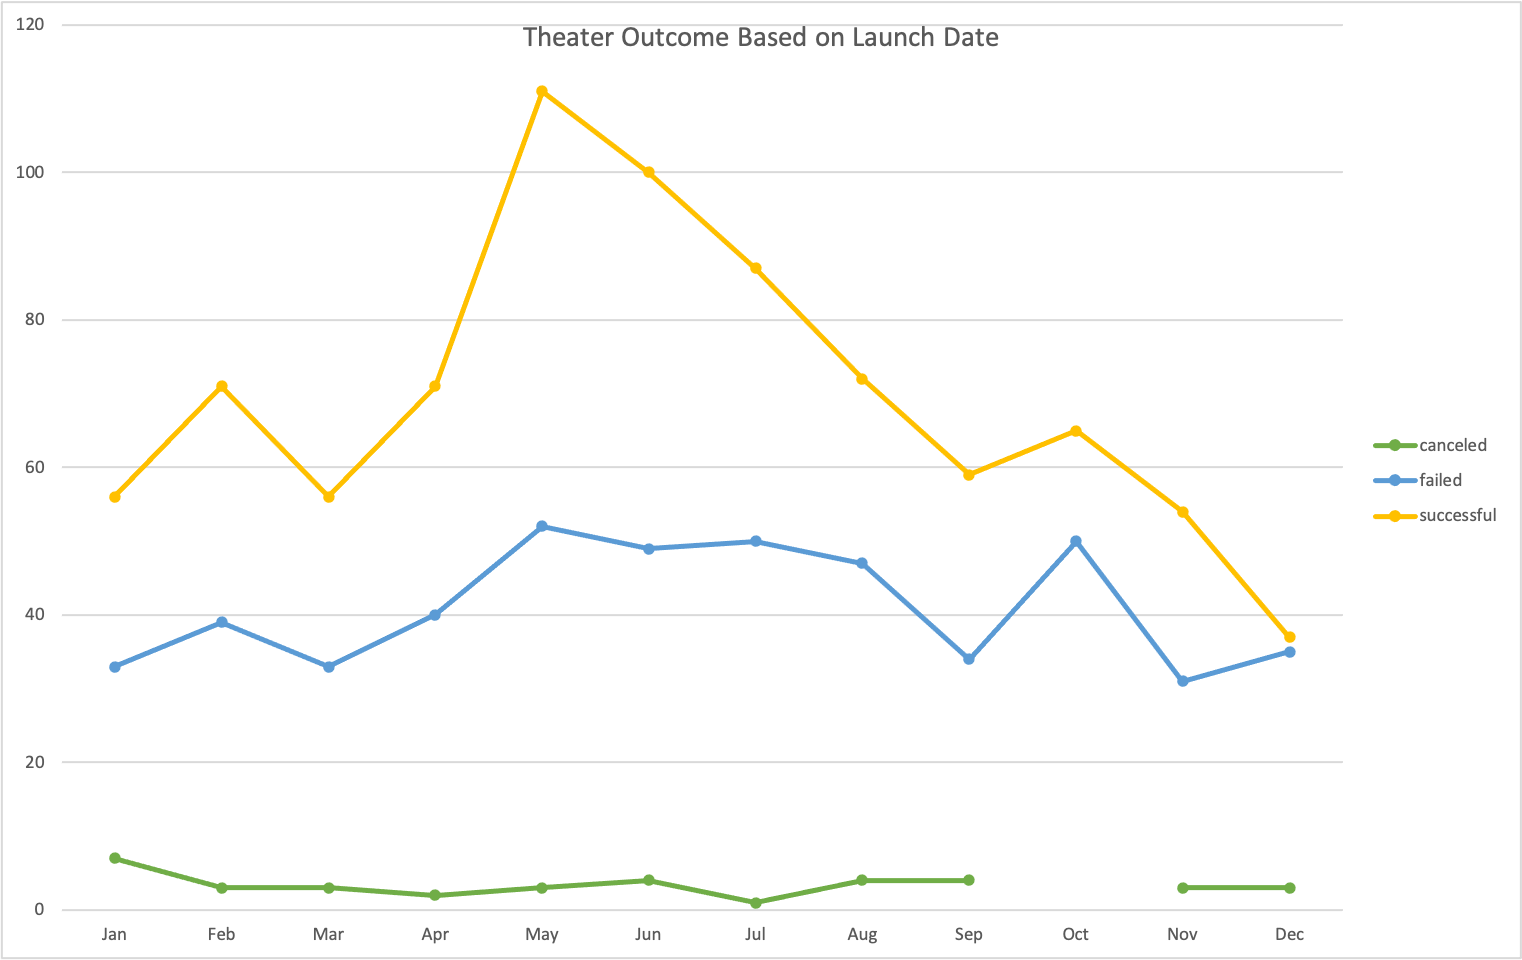 Theater Outcome Based on Launch Date
120
100
80
60
40
20
0
Jan Feb Mar Apr May Jun Jul Aug Sep Oct Nov Dec
canceled
failed
successful